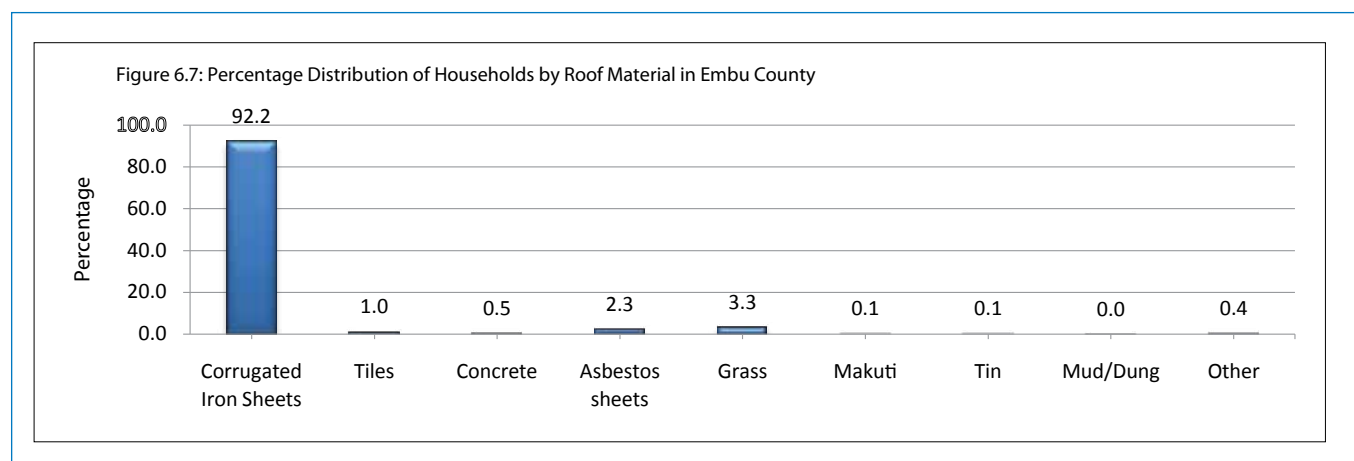 Figure 6.7: Percentage Distribution of Households by Roof Material in Embu County
Percentage
100.0
80.0
60.0
40.0
20.0
0.0
92.2
1.0
0.5
2.3
3.3
0.1
0.1
0.0
0.4
Corrugated
Iron Sheets
Tiles
Concrete
Asbestos
sheets
Grass
Makuti
Tin
Mud/Dung
Other